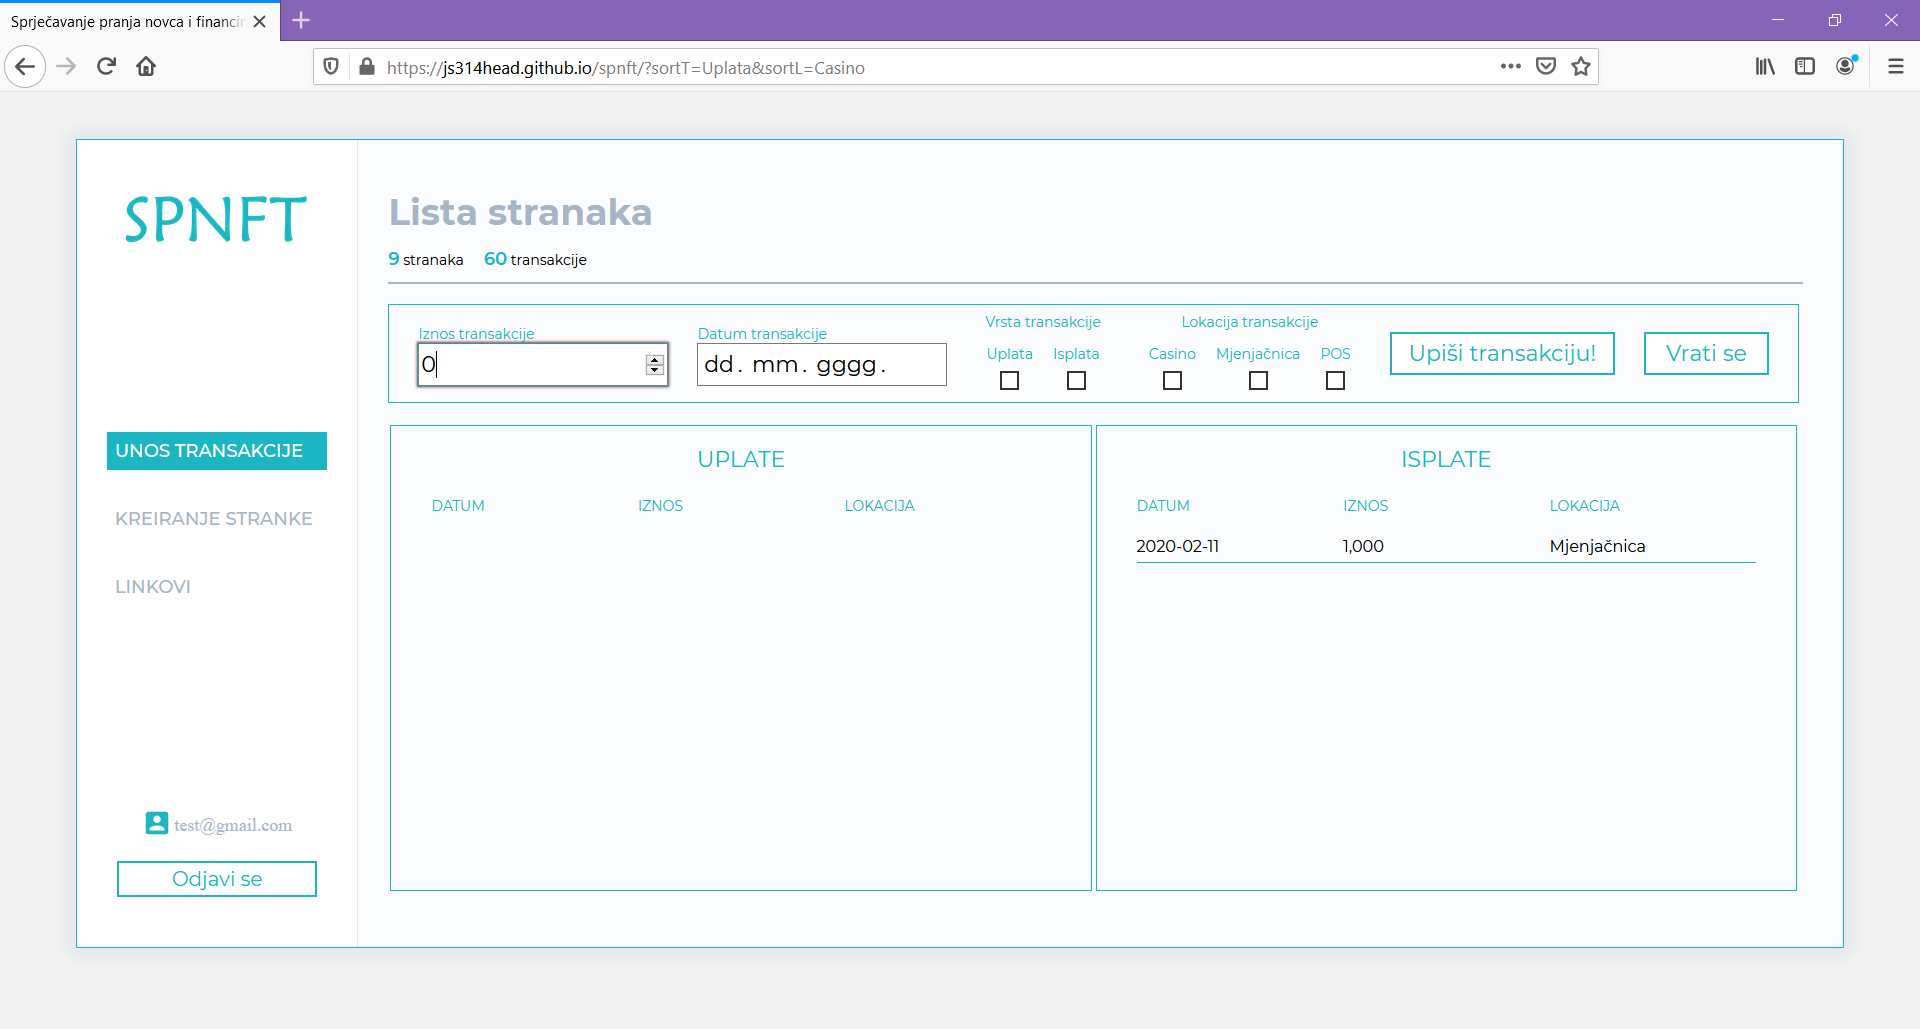 Sprječavanje pranja novca i financir
https://js314head.github.io/spnft/?sortT=Uplata&sortL=Casino
SPNFT
UNOS TRANSAKCIJE
KREIRANJE STRANKE
LINKOVI
test@gmail.com
Odjavi se
Lista stranaka
9 stranaka 60 transakcije
Iznos transakcije
0
Datum transakcije
dd. mm. gggg.
Vrsta transakcije
Uplata Isplata
Lokacija transakcije
Casino Mjenjačnica POS
Upiši transakciju!
Vrati se
UPLATE
DATUM IZNOS LOKACIJA
ISPLATE
DATUM IZNOS LOKACIJA
2020-02-11 1,000 Mjenjačnica